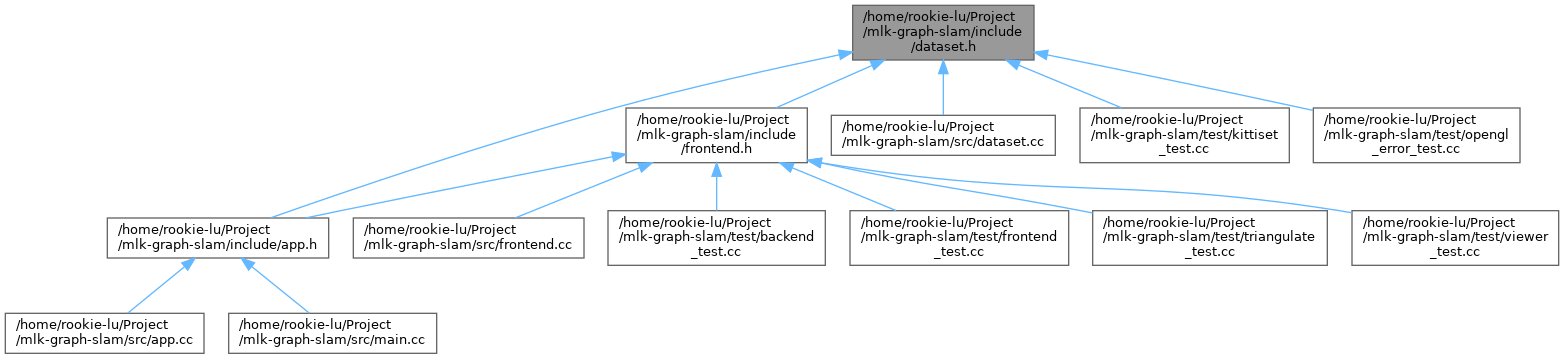 /home/rookie-lu/Project
/mlk-graph-slam/include
/dataset.h
/home/rookie-lu/Project
/mlk-graph-slam/include
/frontend.h
/home/rookie-lu/Project
/mlk-graph-slam/src/dataset.cc
/home/rookie-lu/Project
/mlk-graph-slam/test/kittiset
_test.cc
/home/rookie-lu/Project
/mlk-graph-slam/test/opengl
_error_test.cc
/home/rookie-lu/Project
/mlk-graph-slam/include/app.h
/home/rookie-lu/Project
/mlk-graph-slam/src/frontend.cc
/home/rookie-lu/Project
/mlk-graph-slam/test/backend
_test.cc
/home/rookie-lu/Project
/mlk-graph-slam/test/frontend
_test.cc
/home/rookie-lu/Project
/mlk-graph-slam/test/triangulate
_test.cc
/home/rookie-lu/Project
/mlk-graph-slam/test/viewer
_test.cc
/home/rookie-lu/Project
/mlk-graph-slam/src/app.cc
/home/rookie-lu/Project
/mlk-graph-slam/src/main.cc